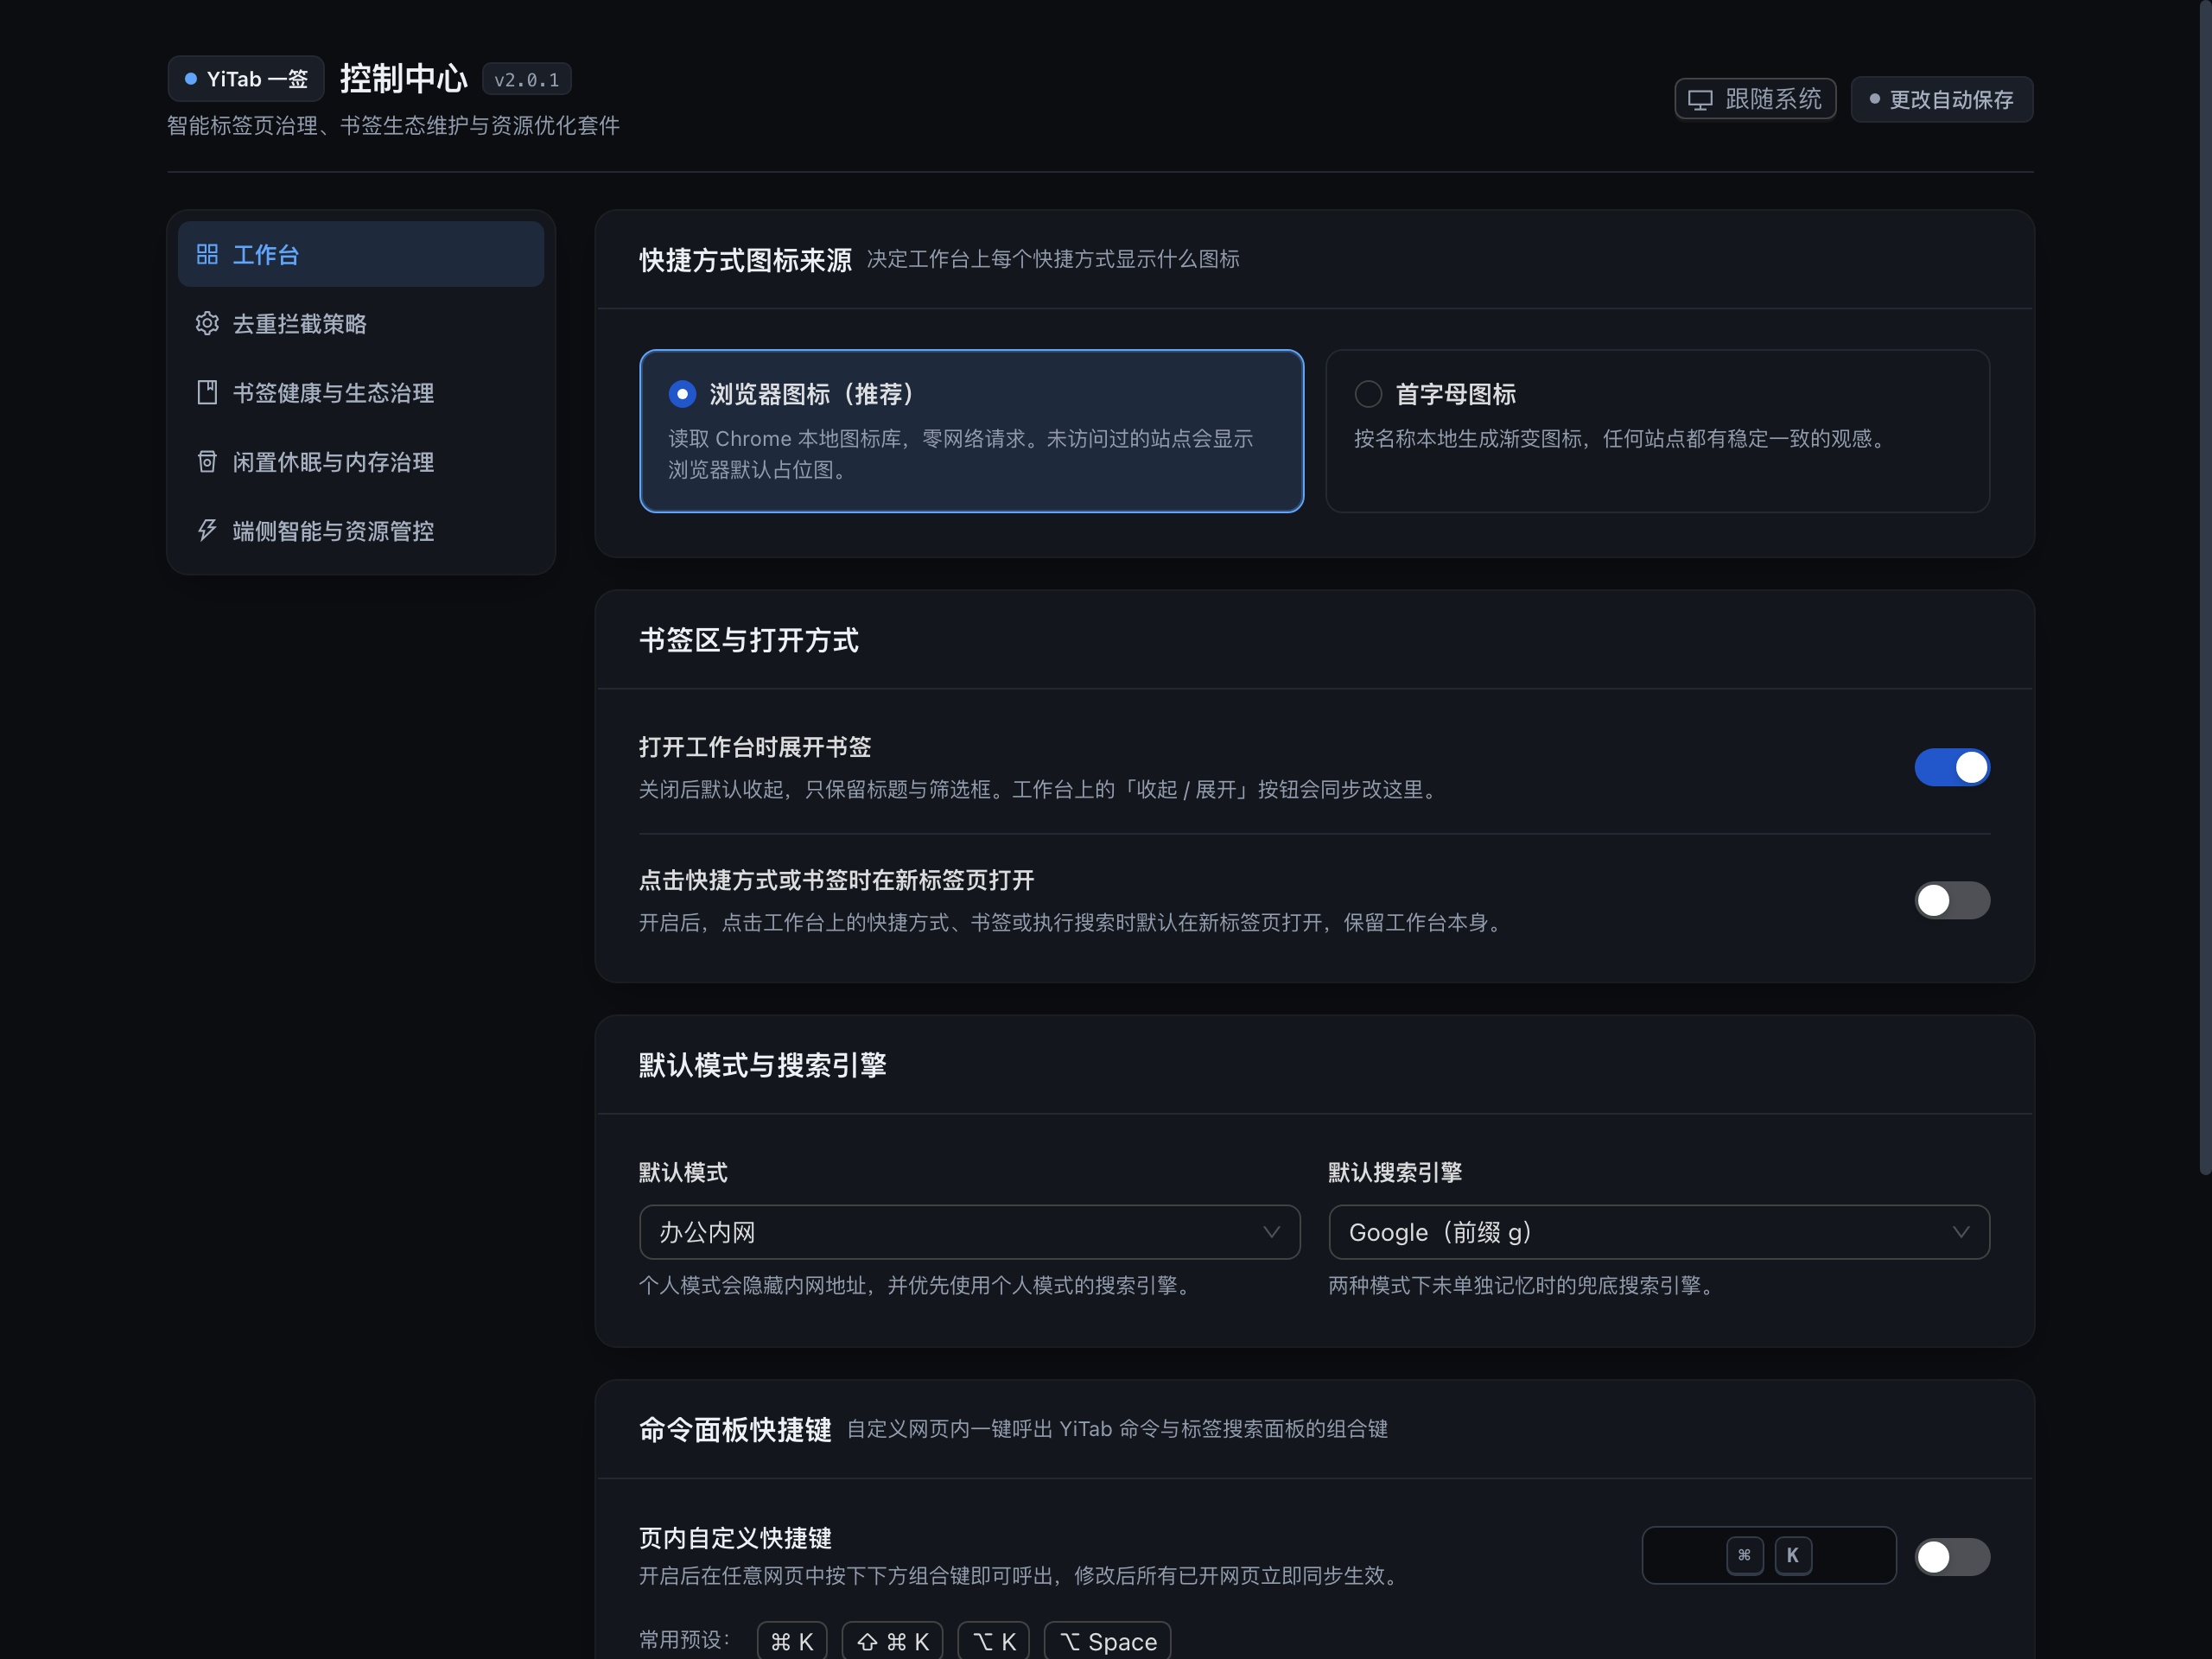 YiTab 一签
控制中心
v2.0.1
智能标签页治理、书签生态维护与资源优化套件
跟随系统
更改自动保存
工作台
去重拦截策略
书签健康与生态治理
闲置休眠与内存治理
端侧智能与资源管控
快捷方式图标来源 决定工作台上每个快捷方式显示什么图标
浏览器图标（推荐）
读取 Chrome 本地图标库，零网络请求。未访问过的站点会显示
浏览器默认占位图。
首字母图标
按名称本地生成渐变图标，任何站点都有稳定一致的观感。
书签区与打开方式
打开工作台时展开书签
关闭后默认收起，只保留标题与筛选框。工作台上的「收起 / 展开」按钮会同步改这里。
点击快捷方式或书签时在新标签页打开
开启后，点击工作台上的快捷方式、书签或执行搜索时默认在新标签页打开，保留工作台本身。
默认模式与搜索引擎
默认模式
办公内网
个人模式会隐藏内网地址，并优先使用个人模式的搜索引擎。
默认搜索引擎
Google（前缀 g）
两种模式下未单独记忆时的兜底搜索引擎。
命令面板快捷键 自定义网页内一键呼出 YiTab 命令与标签搜索面板的组合键
页内自定义快捷键
开启后在任意网页中按下下方组合键即可呼出，修改后所有已开网页立即同步生效。
⌘ K
常用预设： ⌘ K ⇧ ⌘ K ⌥ K ⌥ Space